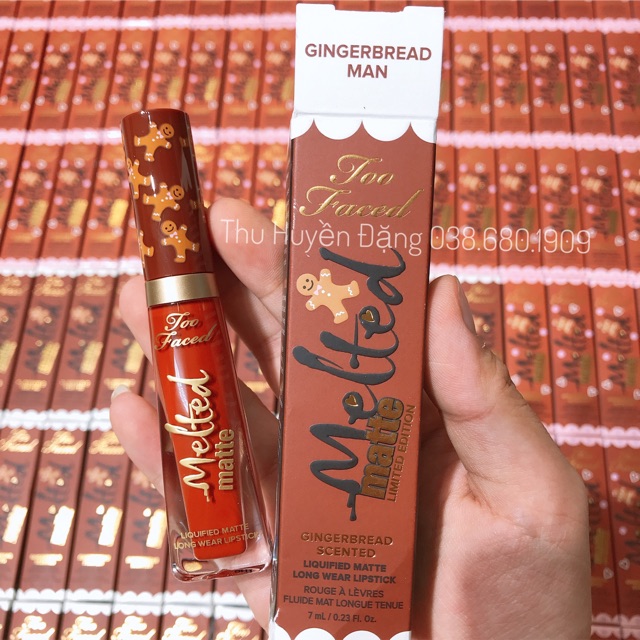 GINGERBREAD
MAN
Too
Faced
Thu Huyền Đặng 038.680.1909
Melted
matte
LIMITED EDITION
GINGERBREAD
SCENTED
LIQUIFIED MATTE
LONG WEAR LIPSTICK
ROUGE À LÈVRES
FLUIDE MAT LONGUE TENUE
7 mL / 0.23 fl. Oz.
Too
Faced
Melted
matte
LIQUIFIED MATTE
LONG WEAR LIPSTICK